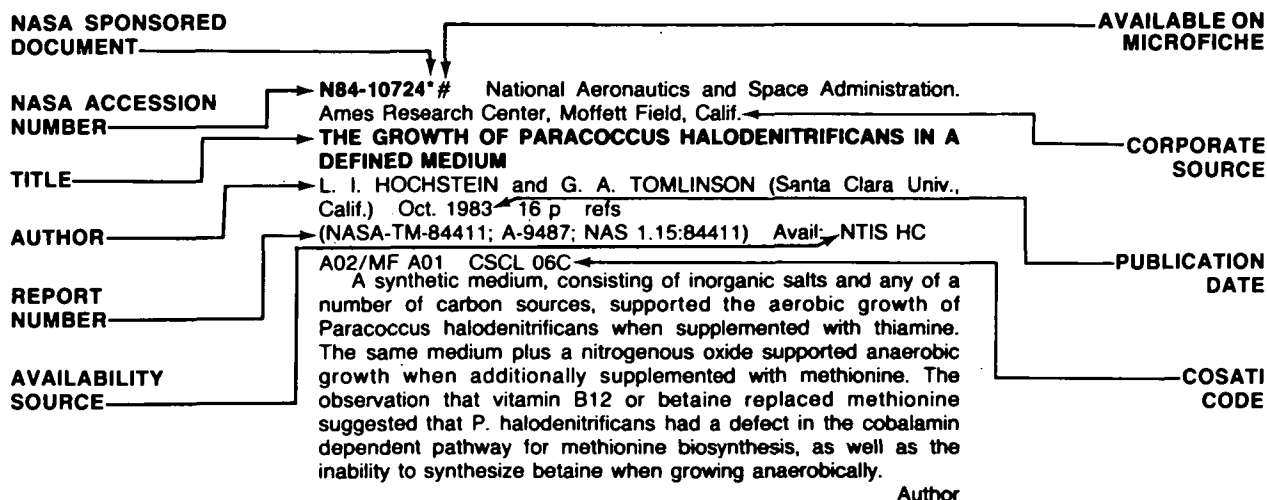 NASA SPONSORED
DOCUMENT
AVAILABLE ON
MICROFICHE
NASA ACCESSION
NUMBER
N84-10724*# National Aeronautics and Space Administration.
Ames Research Center, Moffett Field, Calif.
CORPORATE
SOURCE
TITLE
THE GROWTH OF PARACOCCUS HALODENITRIFICANS IN A
DEFINED MEDIUM
AUTHOR
L. I. HOCHSTEIN and G. A. TOMLINSON (Santa Clara Univ.,
Calif.) Oct. 1983 16 p refs
PUBLICATION
DATE
REPORT
NUMBER
(NASA-TM-84411; A-9487; NAS 1.15:84411) Avail: NTIS HC
AVAILABILITY
SOURCE
A02/MF A01 CSCL 06C
COSATI
CODE
A synthetic medium, consisting of inorganic salts and any of a
number of carbon sources, supported the aerobic growth of
Paracoccus halodenitrificans when supplemented with thiamine.
The same medium plus a nitrogenous oxide supported anaerobic
growth when additionally supplemented with methionine. The
observation that vitamin B12 or betaine replaced methionine
suggested that P. halodenitrificans had a defect in the cobalamin
dependent pathway for methionine biosynthesis, as well as the
inability to synthesize betaine when growing anaerobically.
Author